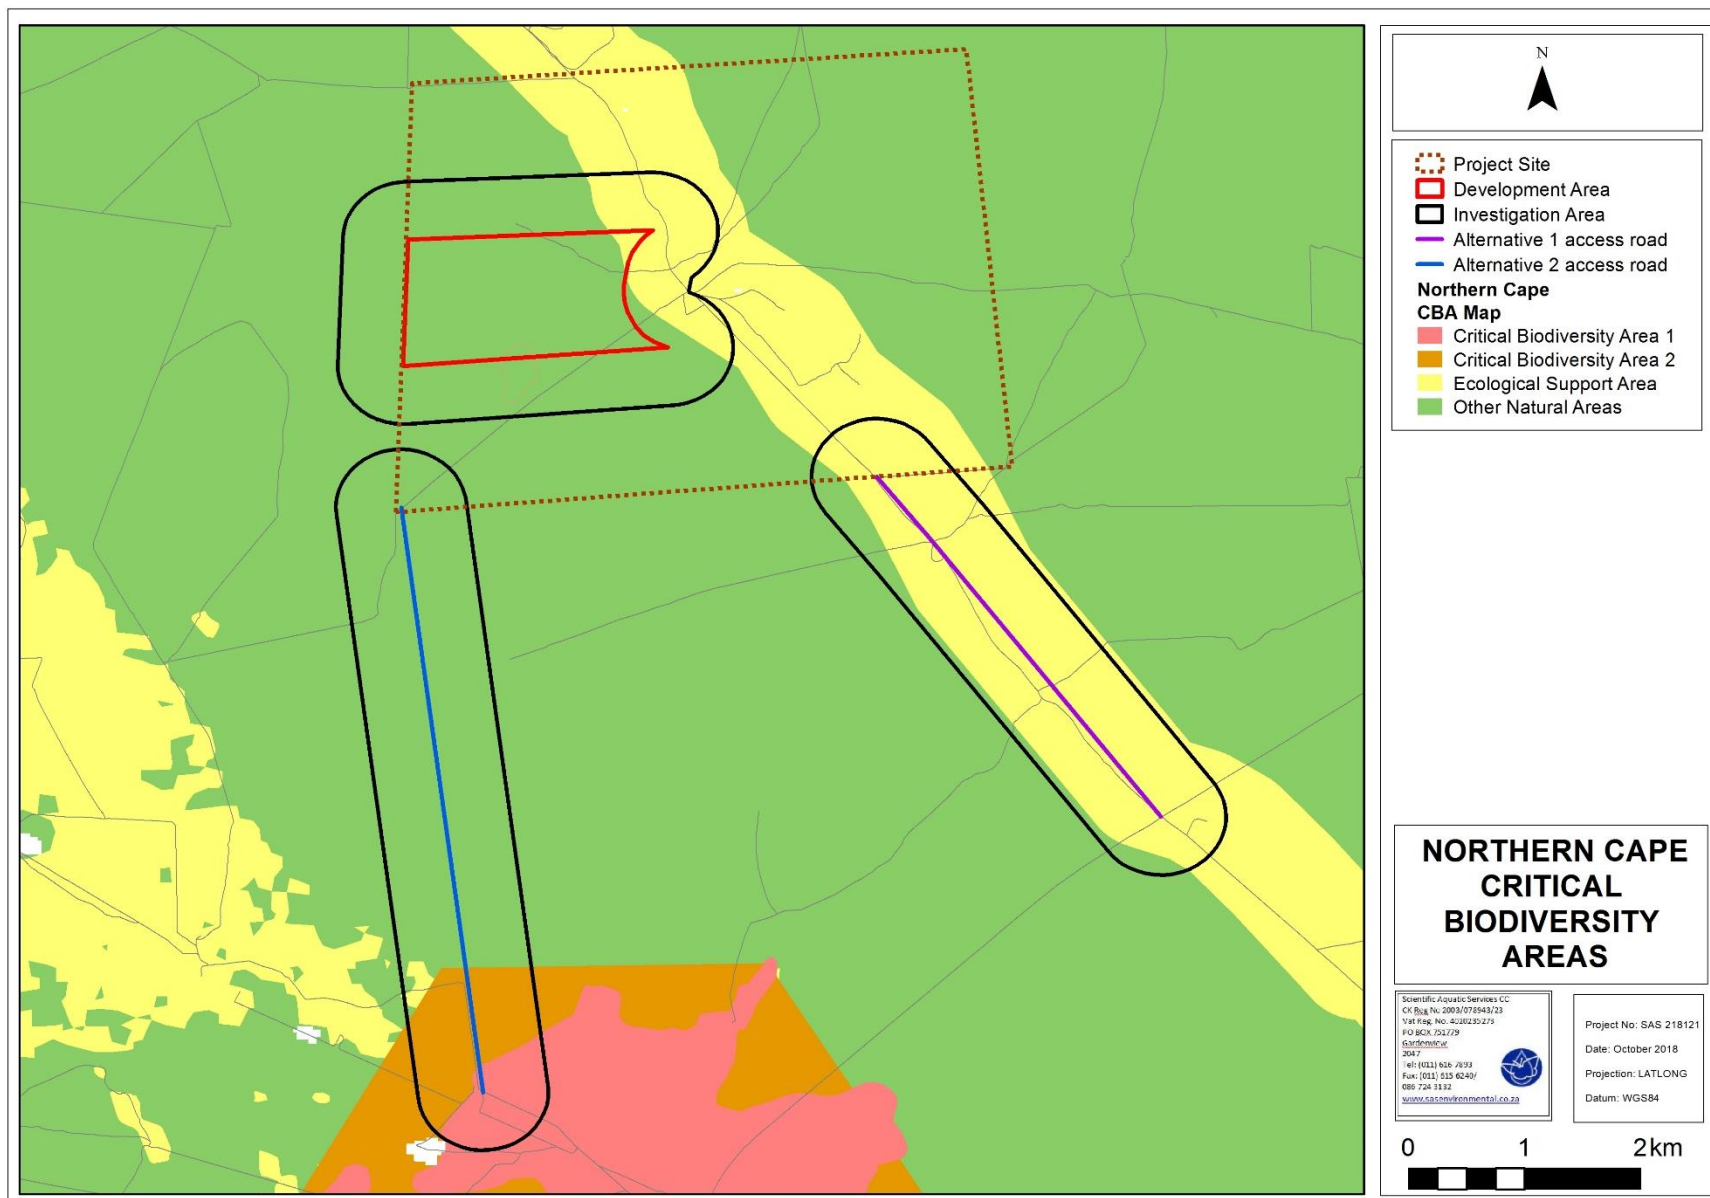 N
Project Site
Development Area
Investigation Area
Alternative 1 access road
Alternative 2 access road
Northern Cape
CBA Map
Critical Biodiversity Area 1
Critical Biodiversity Area 2
Ecological Support Area
Other Natural Areas
NORTHERN CAPE
CRITICAL
BIODIVERSITY
AREAS
Scientific Aquatic Services CC
CK Reg No 2003/078943/23
Vat Reg. No. 4020235273
PO BOX 751779
Gardenview
2047
Tel: (011) 616 7893
Fax: (011) 615 6240/
086 724 3132
www.sasenvironmental.co.za
Project No: SAS 218121
Date: October 2018
Projection: LATLONG
Datum: WGS84
0 1 2 km